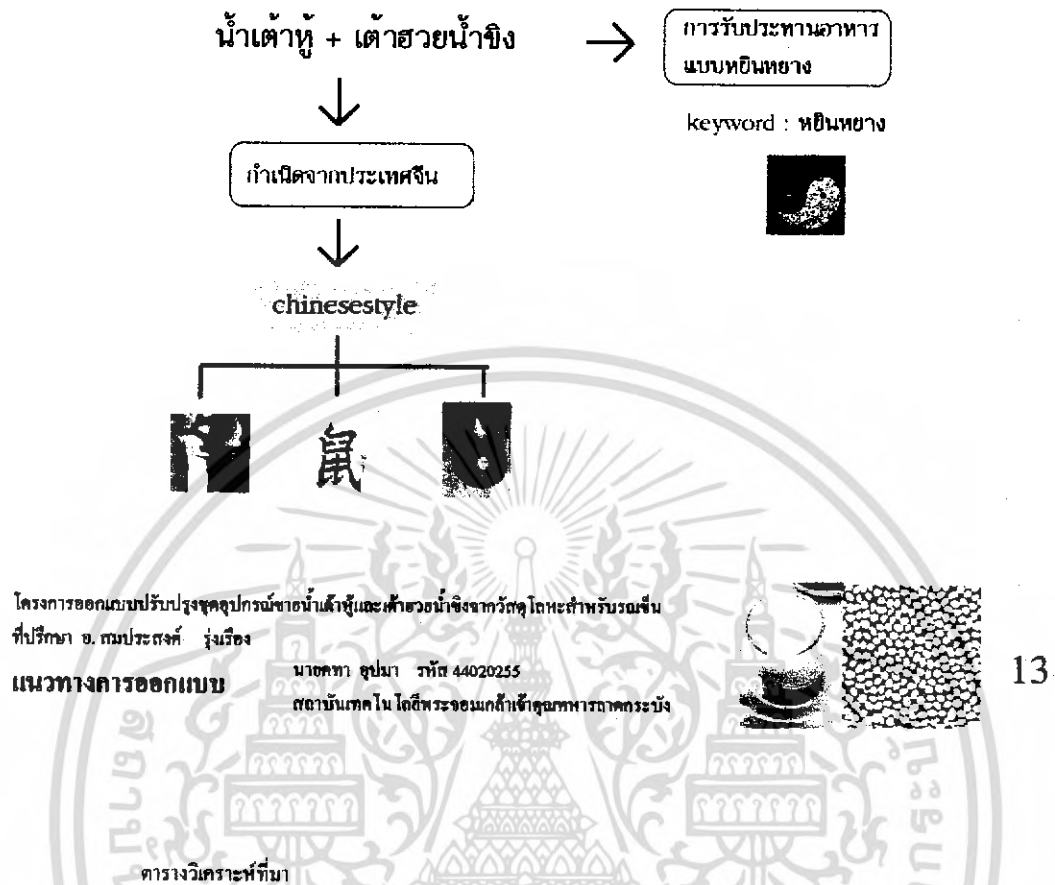 น้ำเต้าหู้ + เต้าฮวยน้ำขิง
การรับประทานอาหาร
แบบหยินหยาง
keyword : หยินหยาง
กำเนิดจากประเทศจีน
chinesestyle
鼠
โครงการออกแบบปรับปรุงชุดอุปกรณ์ขายน้ำเต้าหู้และเต้าฮวยน้ำขิงจากวัสดุโลหะสำหรับรถเข็น
ที่ปรึกษา อ. สมประสงค์ รุ่งเรือง
แนวทางการออกแบบ
นายคทา อุปมา รหัส 44020255
สถาบันเทคโนโลยีพระจอมเกล้าเจ้าคุณทหารลาดกระบัง
13
ตารางวิเคราะห์ที่มา